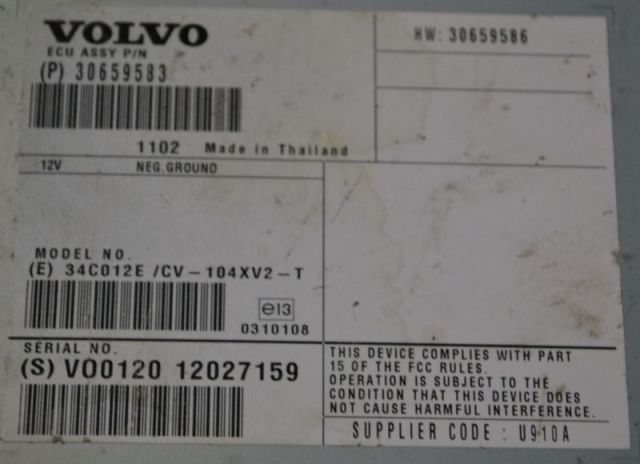 VOLVO
ECU ASSY P/N
(P) 30659583
HW: 30659586
1102 Made in Thailand
12V NEG.GROUND
MODEL NO.
(E) 34C012E /CV-104XV2-T
e13
0310108
SERIAL NO.
(S) VO0120 12027159
THIS DEVICE COMPLIES WITH PART
15 OF THE FCC RULES.
OPERATION IS SUBJECT TO THE
CONDITION THAT THIS DEVICE DOES
NOT CAUSE HARMFUL INTERFERENCE.
SUPPLIER CODE : U910A